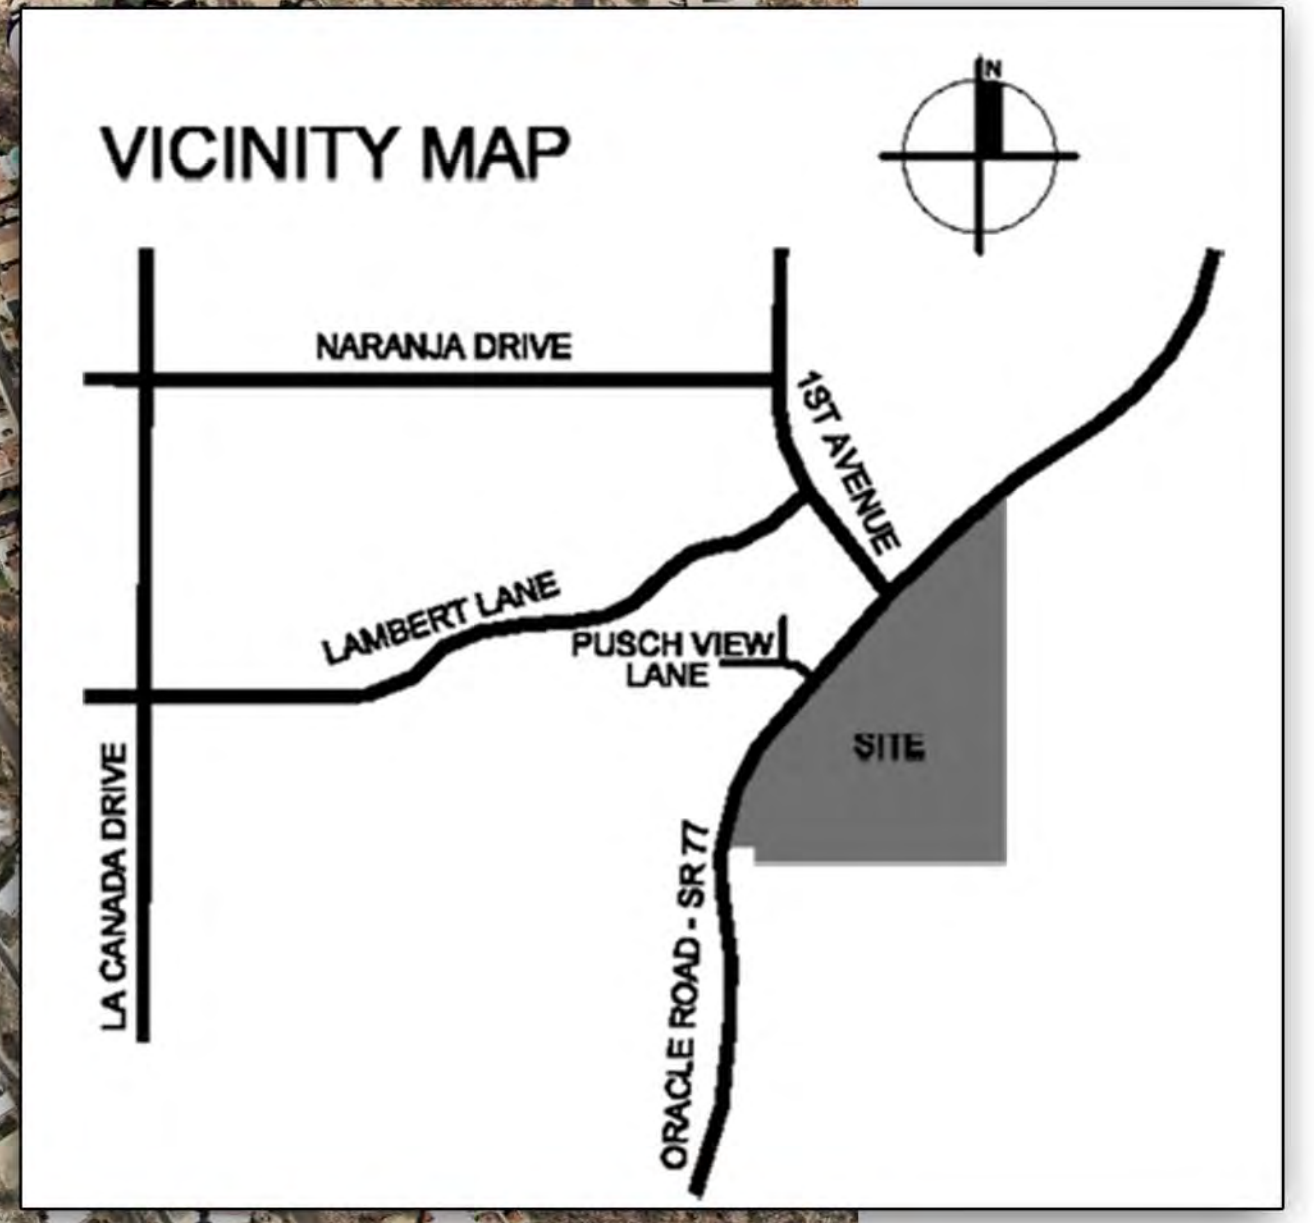 N
VICINITY MAP
NARANJA DRIVE
1ST AVENUE
LAMBERT LANE
PUSCH VIEW
LANE
SITE
LA CANADA DRIVE
ORACLE ROAD - SR 77